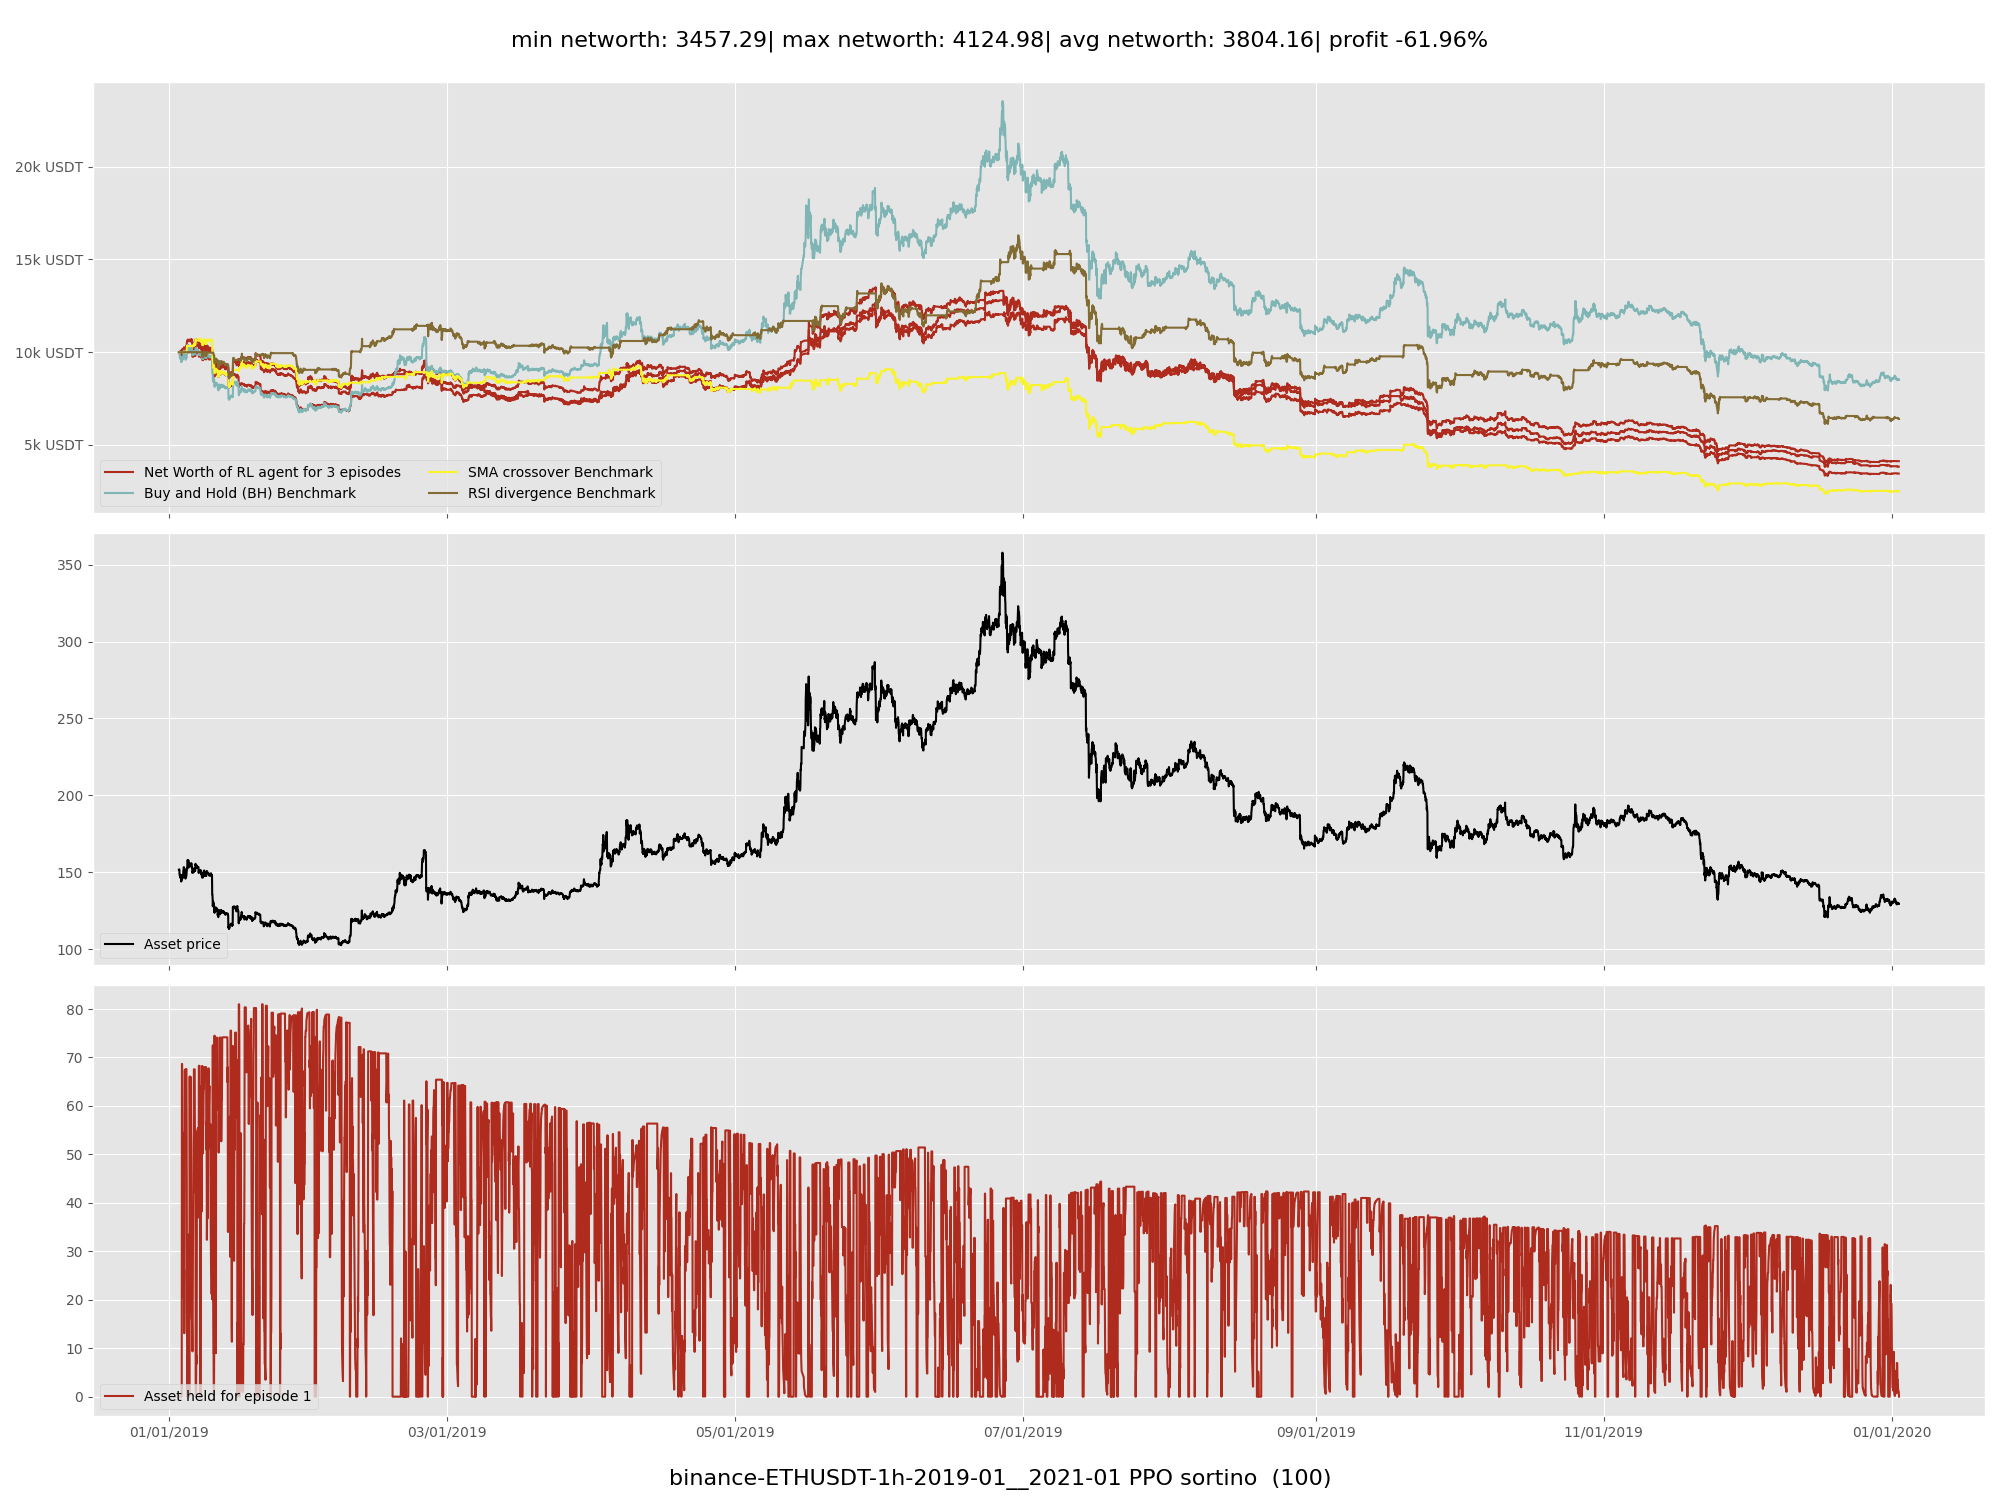 min networth: 3457.29| max networth: 4124.98| avg networth: 3804.16| profit -61.96%
20k USDT
15k USDT
10k USDT
5k USDT
Net Worth of RL agent for 3 episodes
Buy and Hold (BH) Benchmark
SMA crossover Benchmark
RSI divergence Benchmark
350
300
250
200
150
100
Asset price
80
70
60
50
40
30
20
10
0
Asset held for episode 1
01/01/2019
03/01/2019
05/01/2019
07/01/2019
09/01/2019
11/01/2019
01/01/2020
binance-ETHUSDT-1h-2019-01__2021-01 PPO sortino (100)